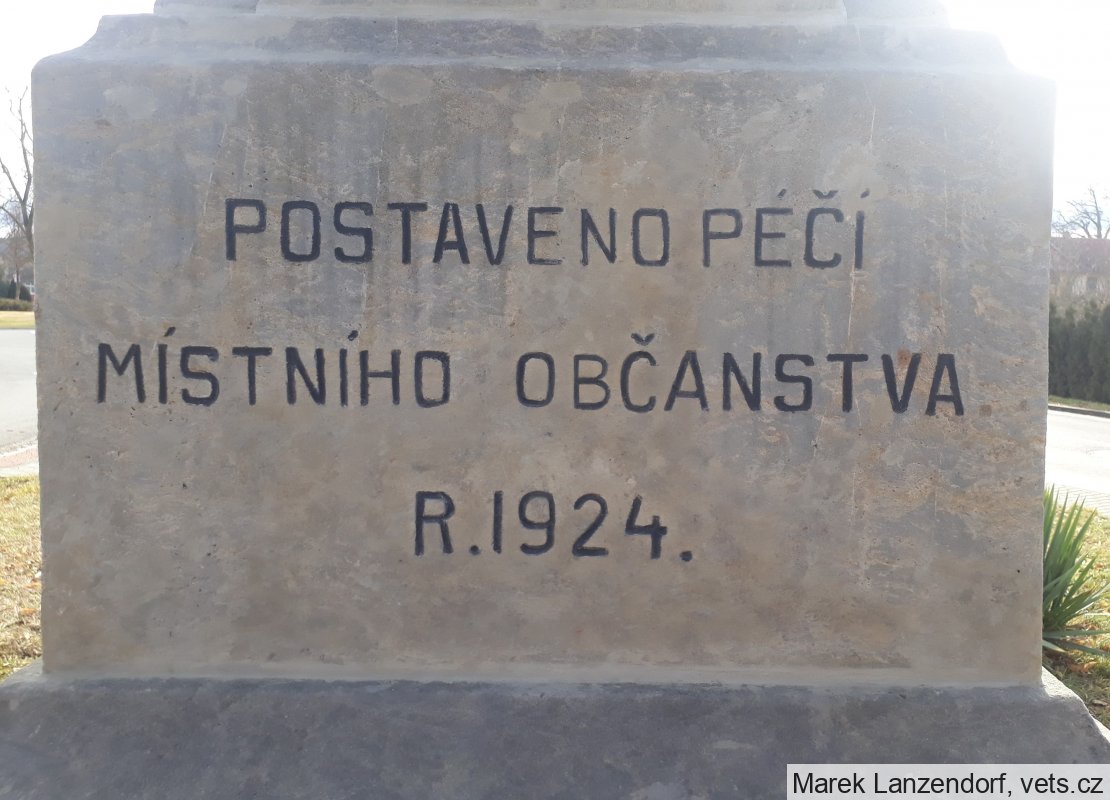 POSTAVENO PÉČÍ
MÍSTNÍHO OBČANSTVA
R.1924.
Marek Lanzendorf, vets.cz